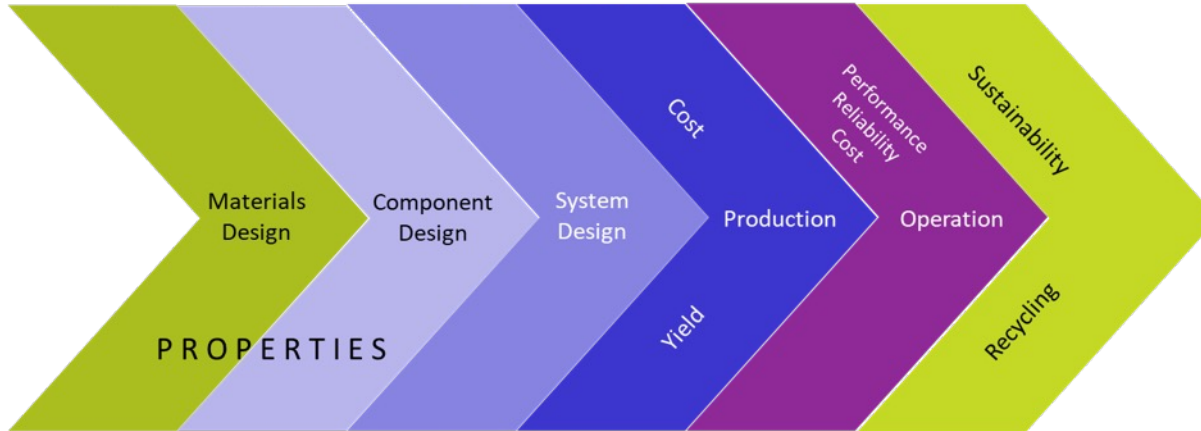 Materials
Design
Component
Design
System
Design
Cost
Production
Yield
Performance
Reliability
Cost
Operation
Sustainability
Recycling
PROPERTIES